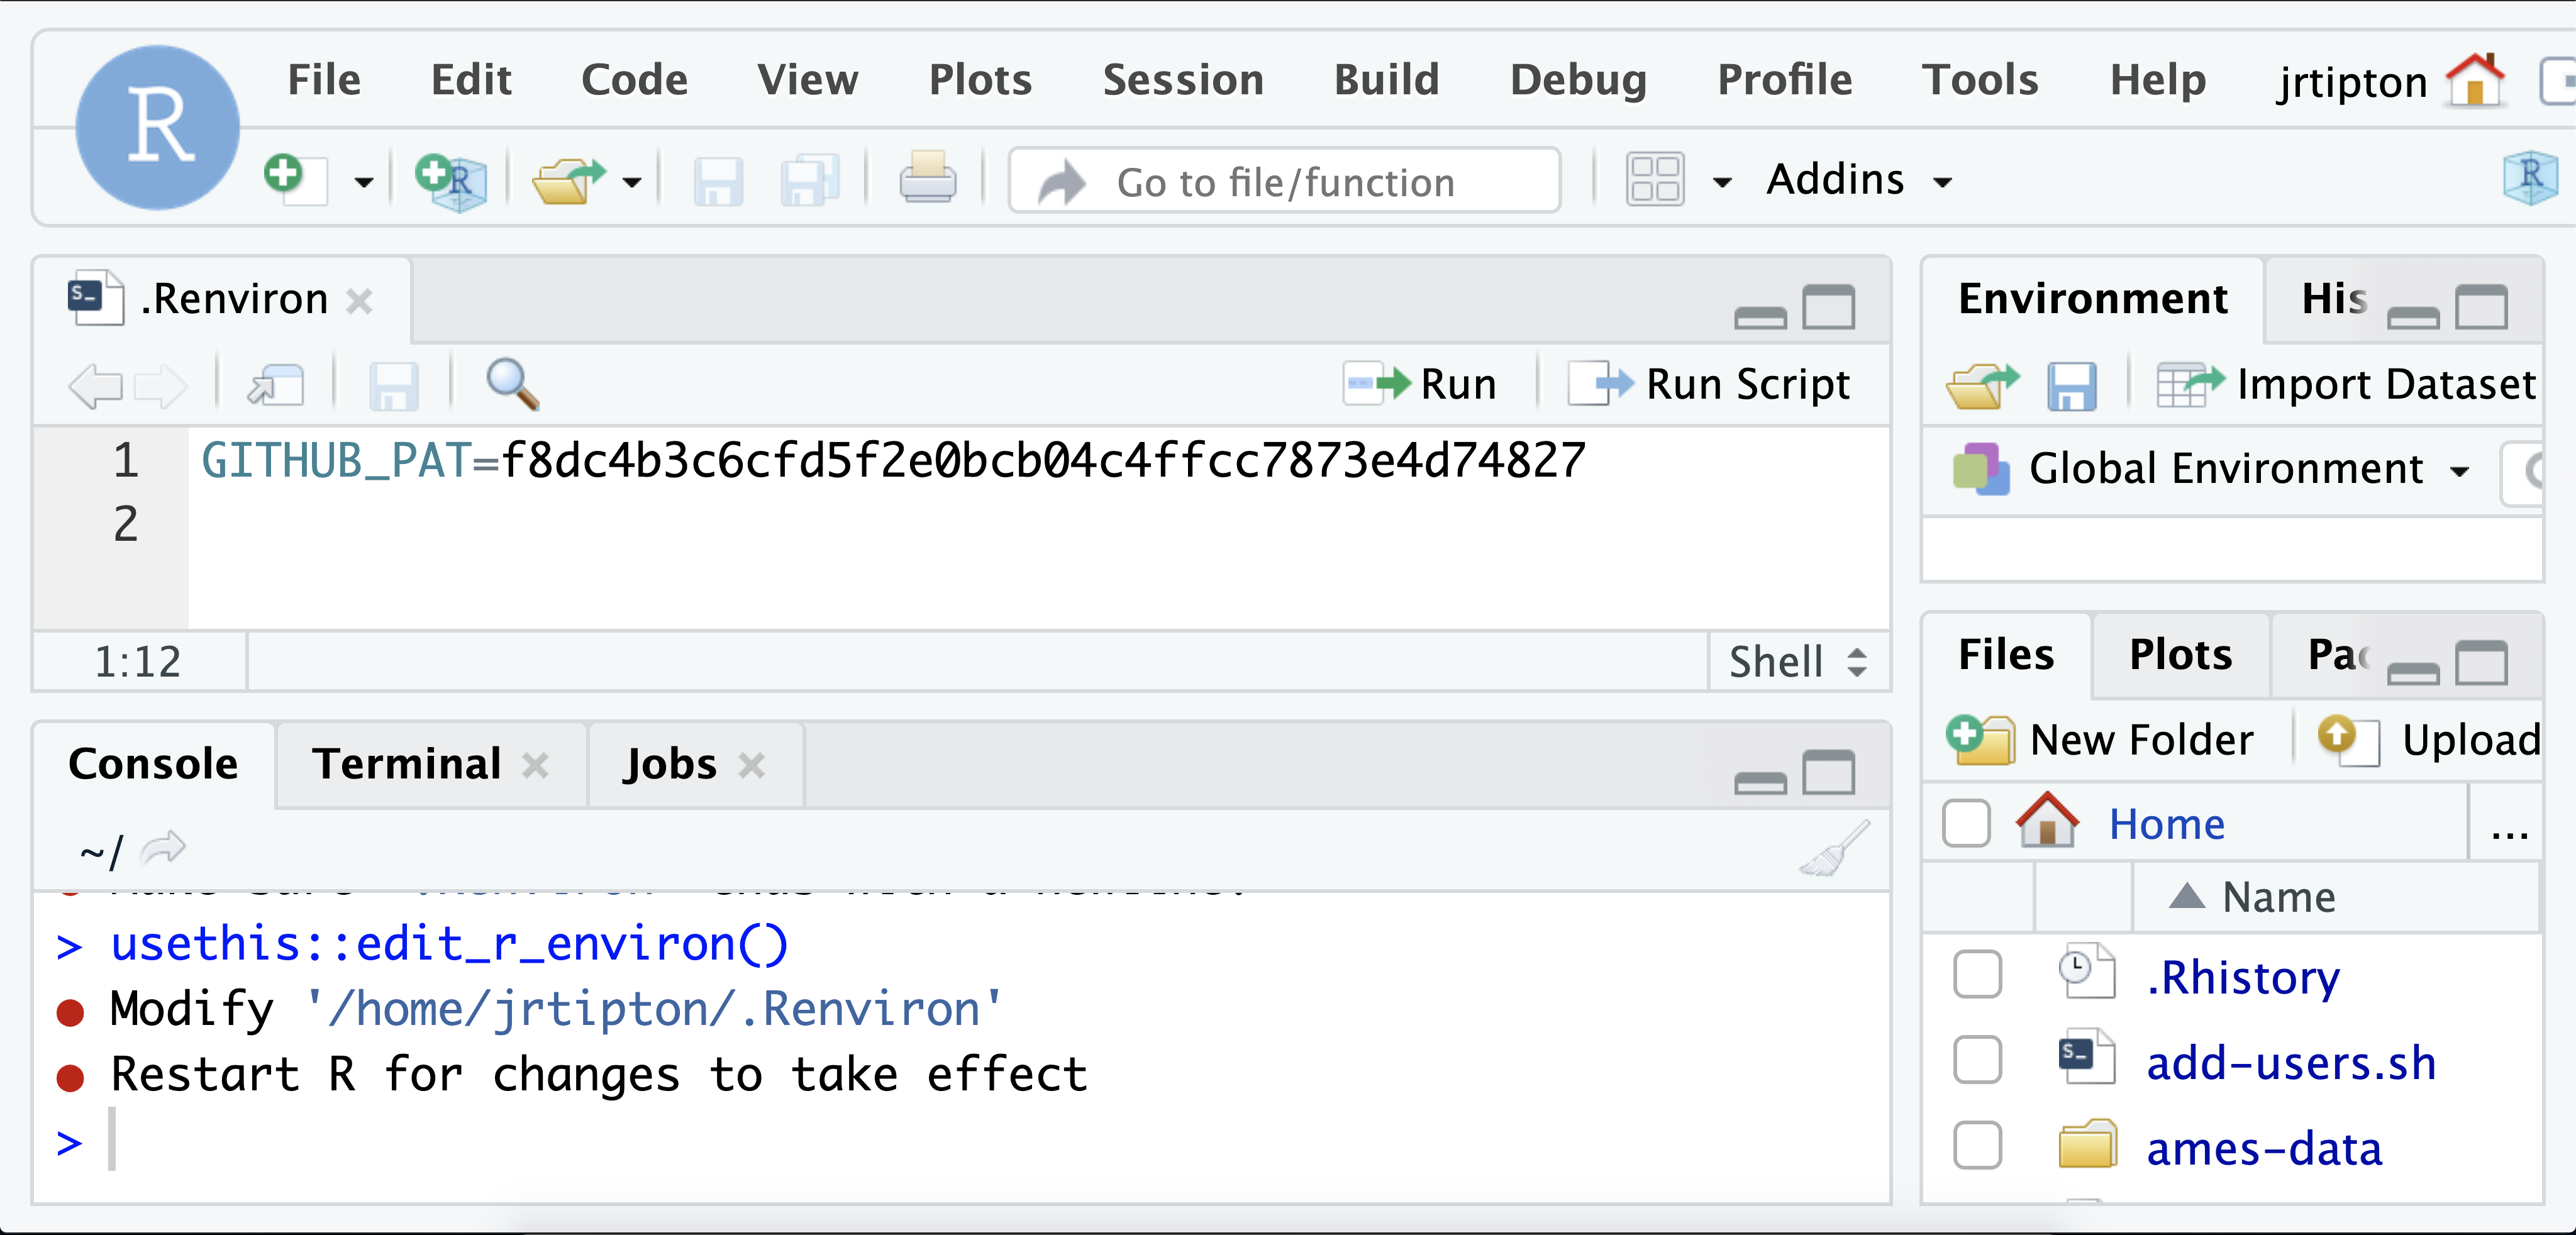 R
File Edit Code View Plots Session Build Debug Profile Tools Help jrtipton
Go to file/function
Addins
.Renviron
Run Run Script
1 GITHUB_PAT=f8dc4b3c6cfd5f2e0bcb04c4ffcc7873e4d74827
2
1:12 Shell
Console Terminal Jobs
~/
> usethis::edit_r_environ()
● Modify '/home/jrtipton/.Renviron'
● Restart R for changes to take effect
>
Environment His
Import Dataset
Global Environment
Files Plots Pac
New Folder Upload
Home ...
Name
.Rhistory
add-users.sh
ames-data